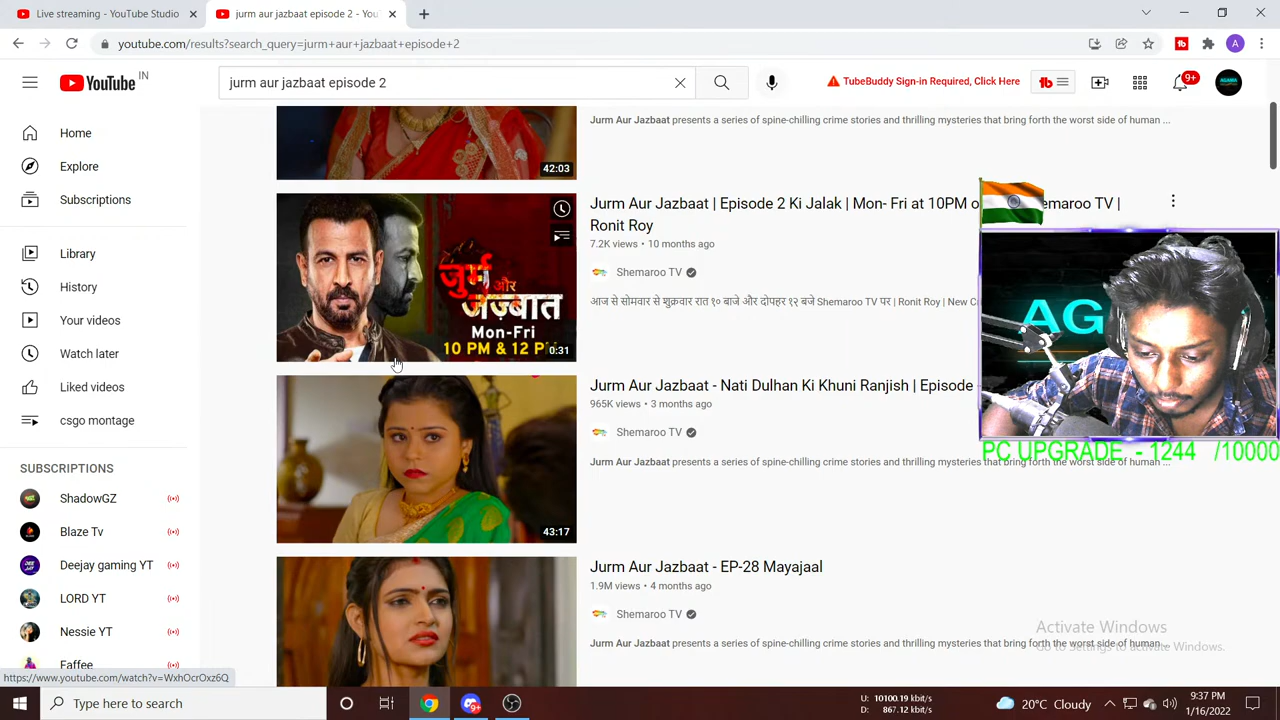 Live streaming - YouTube Studio
jurm aur jazbaat episode 2 - You
youtube.com/results?search_query=jurm+aur+jazbaat+episode+2
A
YouTube IN
jurm aur jazbaat episode 2
TubeBuddy Sign-in Required, Click Here
tb
9+
AGAMA
Home
Explore
Subscriptions
Library
History
Your videos
Watch later
Liked videos
csgo montage
SUBSCRIPTIONS
ShadowGZ
Blaze Tv
Deejay gaming YT
LORD YT
Nessie YT
Faffee
42:03
Jurm Aur Jazbaat presents a series of spine-chilling crime stories and thrilling mysteries that bring forth the worst side of human ...
जुर्म और
जज़्बात
Mon-Fri
10 PM & 12 PM
0:31
Jurm Aur Jazbaat | Episode 2 Ki Jalak | Mon- Fri at 10PM o emaroo TV |
Ronit Roy
7.2K views • 10 months ago
Shemaroo TV
आज से सोमवार से शुक्रवार रात १० बाजे और दोपहर १२ बजे Shemaroo TV पर | Ronit Roy | New C
43:17
Jurm Aur Jazbaat - Nati Dulhan Ki Khuni Ranjish | Episode
965K views • 3 months ago
Shemaroo TV
Jurm Aur Jazbaat presents a series of spine-chilling crime stories and thrilling mysteries that bring forth the worst side of human ...
Jurm Aur Jazbaat - EP-28 Mayajaal
1.9M views • 4 months ago
Shemaroo TV
Jurm Aur Jazbaat presents a series of spine-chilling crime stories and thrilling mysteries that bring forth the worst side of human ...
AG
PC UPGRADE - 1244 /10000
Activate Windows
Go to Settings to activate Windows.
https://www.youtube.com/watch?v=WxhOcrOxz6Q
Type here to search
9+
U: 10100.19 kbit/s
D: 867.12 kbit/s
20°C Cloudy
9:37 PM
1/16/2022